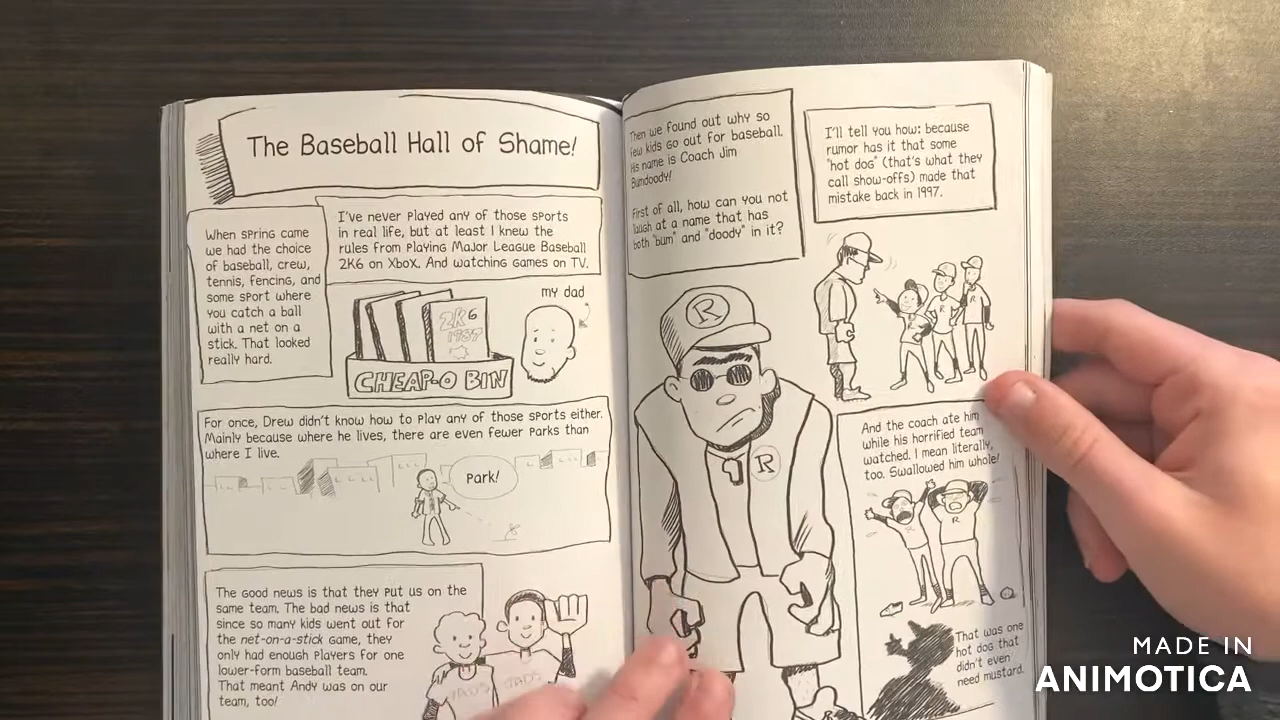 The Baseball Hall of Shame!
When spring came
we had the choice
of baseball, crew,
tennis, fencing, and
some sport where
you catch a ball
with a net on a
stick. That looked
really hard.
I've never played any of those sports
in real life, but at least I knew the
rules from playing Major League Baseball
2K6 on Xbox. And watching games on TV.
my dad
2K6
CHEAP-O BIN
For once, Drew didn't know how to play any of those sports either.
Mainly because where he lives, there are even fewer parks than
where I live.
Park!
The good news is that they put us on the
same team. The bad news is that
since so many kids went out for
the net-on-a-stick game, they
only had enough players for one
lower-form baseball team.
That meant Andy was on our
team, too!
Then we found out why so
few kids go out for baseball.
His name is Coach Jim
Bumdoody!
First of all, how can you not
laugh at a name that has
both "bum" and "doody" in it?
R
R
I'll tell you how: because
rumor has it that some
"hot dog" (that's what they
call show-offs) made that
mistake back in 1997.
And the coach ate him
while his horrified team
watched. I mean literally,
too. Swallowed him whole!
R
That was one
hot dog that
didn't even
need mustard.
R
MADE IN
ANIMOTICA